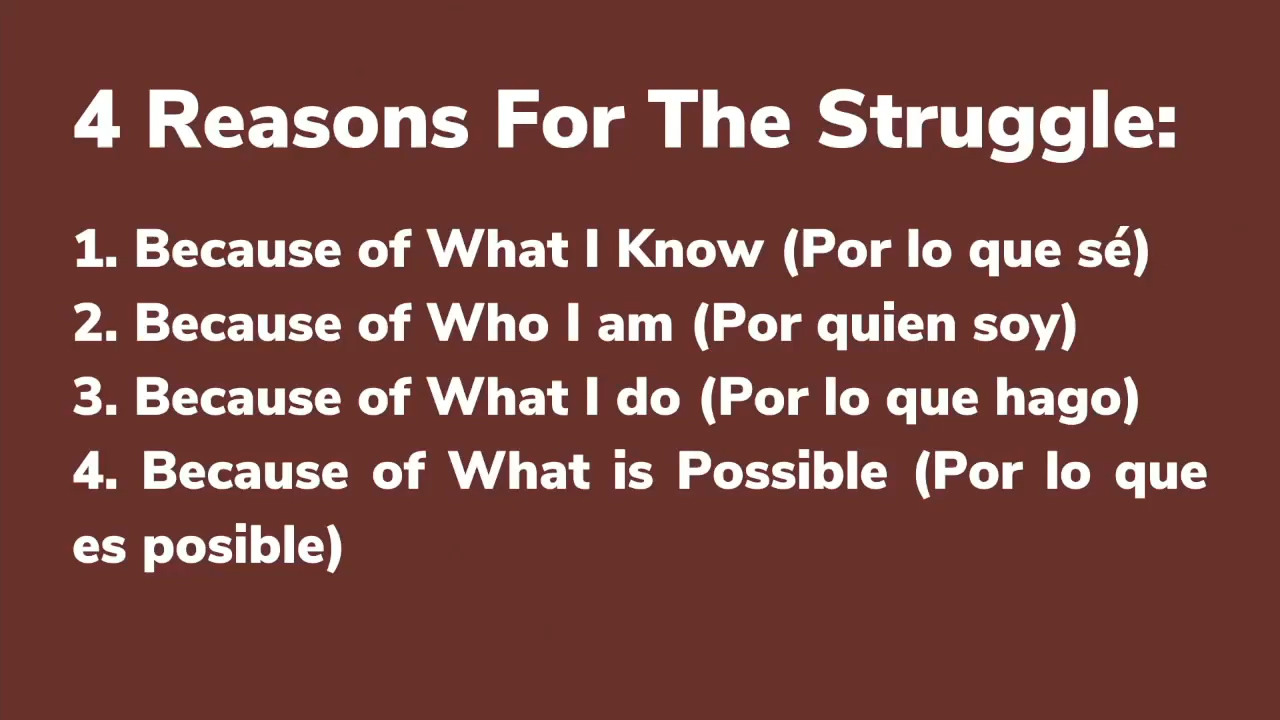 4 Reasons For The Struggle:
1. Because of What I Know (Por lo que sé)
2. Because of Who I am (Por quien soy)
3. Because of What I do (Por lo que hago)
4. Because of What is Possible (Por lo que
es posible)